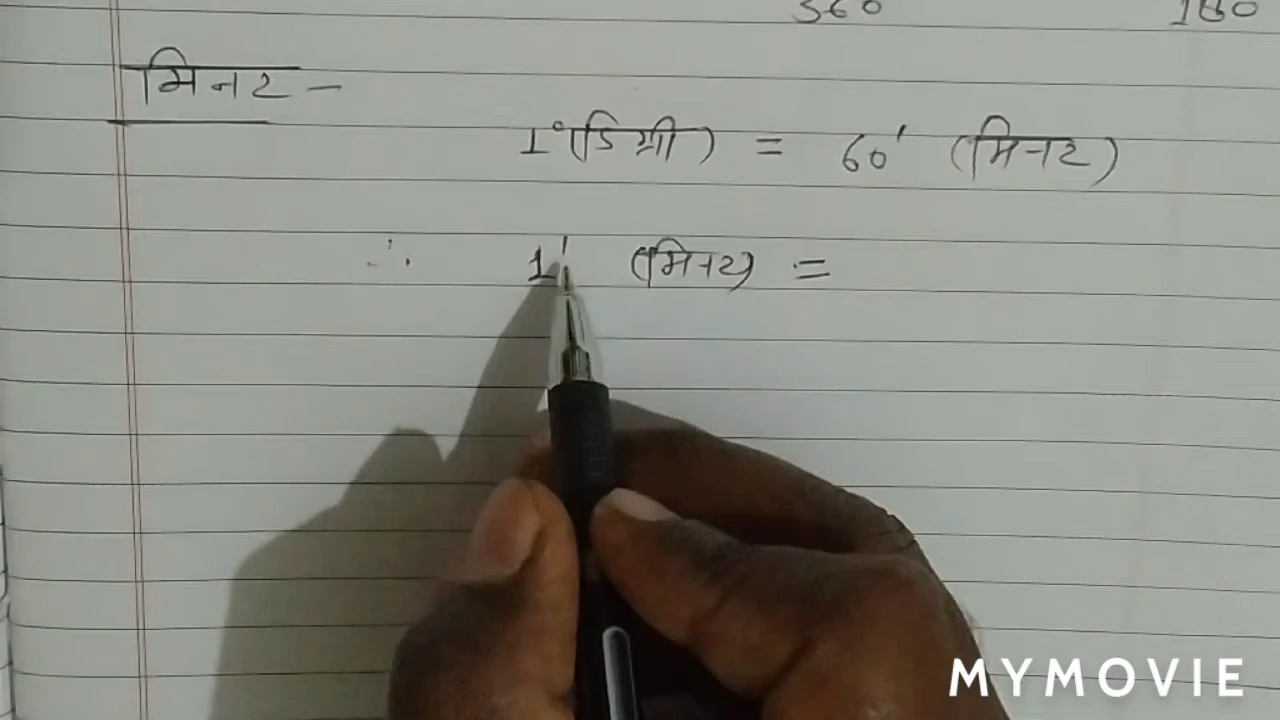 360 180
मिनट –
1° (डिग्री) = 60' (मिनट)
∴ 1' (मिनट) =
MYMOVIE